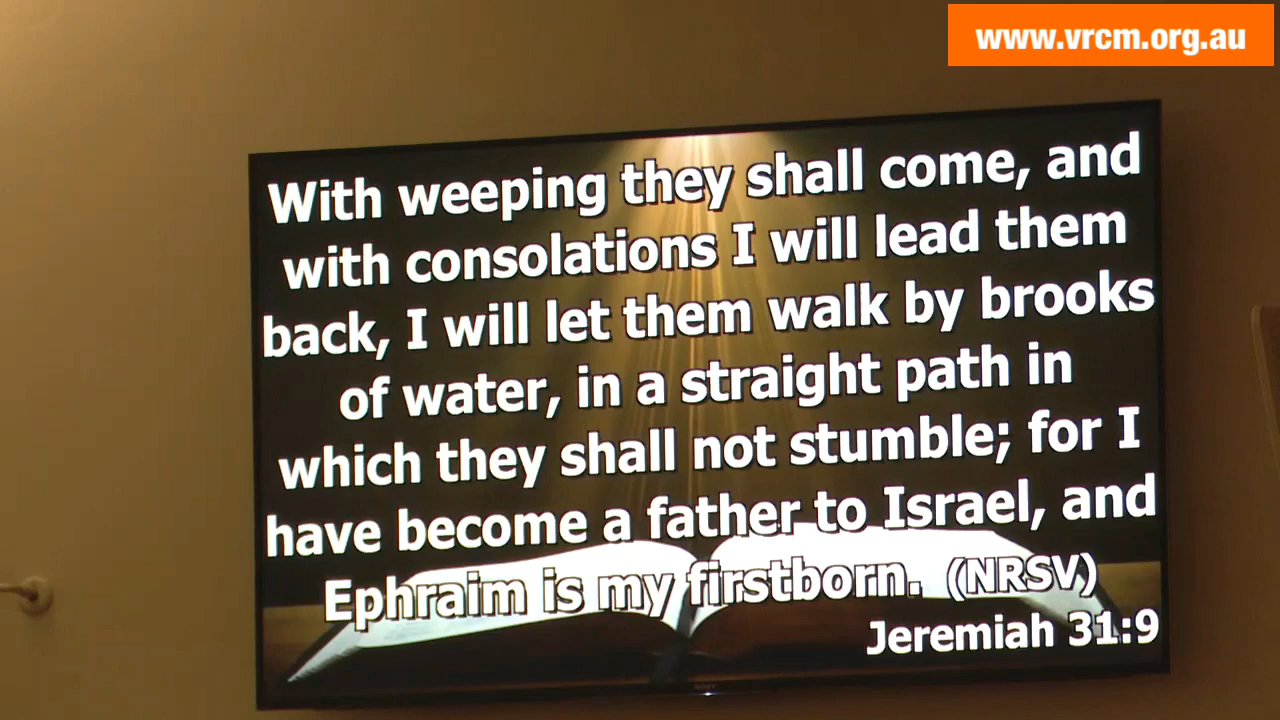 www.vrcm.org.au
With weeping they shall come, and
with consolations I will lead them
back, I will let them walk by brooks
of water, in a straight path in
which they shall not stumble; for I
have become a father to Israel, and
Ephraim is my firstborn. (NRSV)
Jeremiah 31:9
SONY